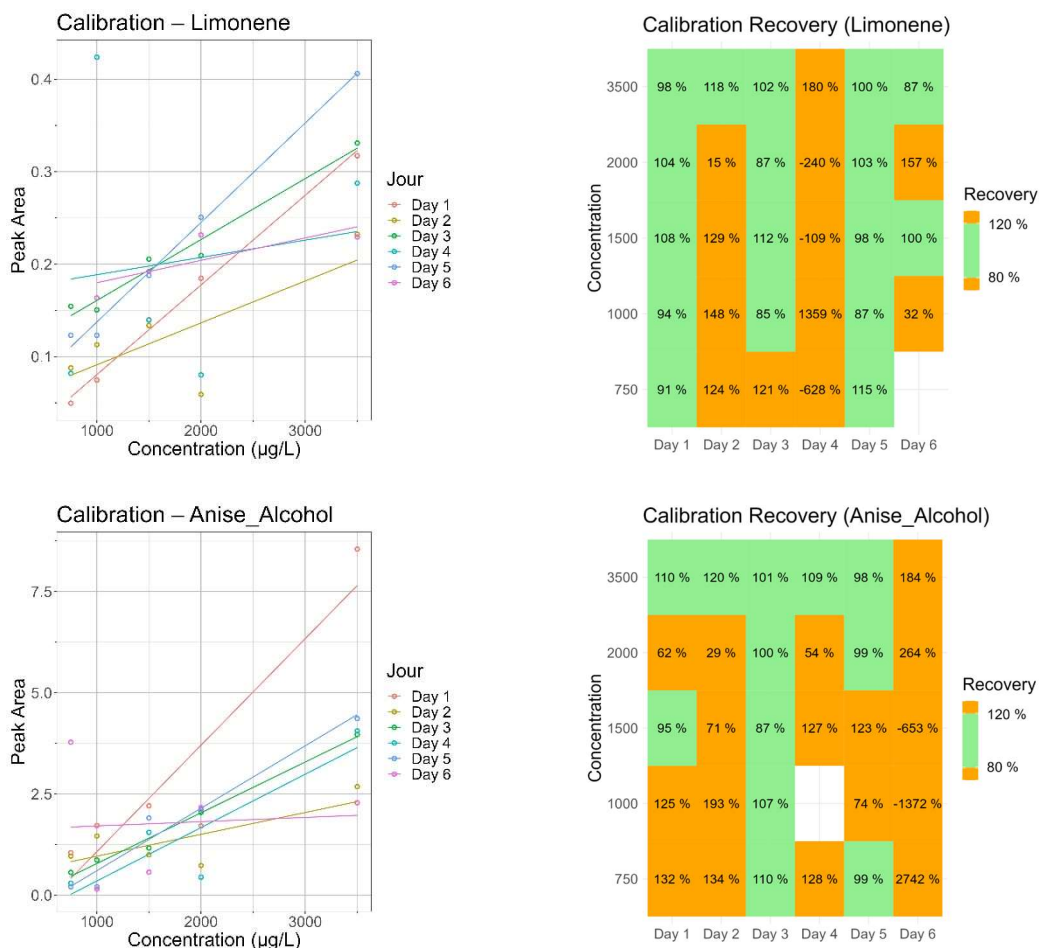 Calibration – Limonene
Peak Area
0.4
0.3
0.2
0.1
1000
2000
3000
Concentration (µg/L)
Jour
Day 1
Day 2
Day 3
Day 4
Day 5
Day 6
Calibration Recovery (Limonene)
Concentration
3500
98 %
118 %
102 %
180 %
100 %
87 %
2000
104 %
15 %
87 %
-240 %
103 %
157 %
1500
108 %
129 %
112 %
-109 %
98 %
100 %
1000
94 %
148 %
85 %
1359 %
87 %
32 %
750
91 %
124 %
121 %
-628 %
115 %
Day 1
Day 2
Day 3
Day 4
Day 5
Day 6
Recovery
120 %
80 %
Calibration – Anise_Alcohol
Peak Area
7.5
5.0
2.5
0.0
1000
2000
3000
Concentration (µg/L)
Jour
Day 1
Day 2
Day 3
Day 4
Day 5
Day 6
Calibration Recovery (Anise_Alcohol)
Concentration
3500
110 %
120 %
101 %
109 %
98 %
184 %
2000
62 %
29 %
100 %
54 %
99 %
264 %
1500
95 %
71 %
87 %
127 %
123 %
-653 %
1000
125 %
193 %
107 %
74 %
-1372 %
750
132 %
134 %
110 %
128 %
99 %
2742 %
Day 1
Day 2
Day 3
Day 4
Day 5
Day 6
Recovery
120 %
80 %